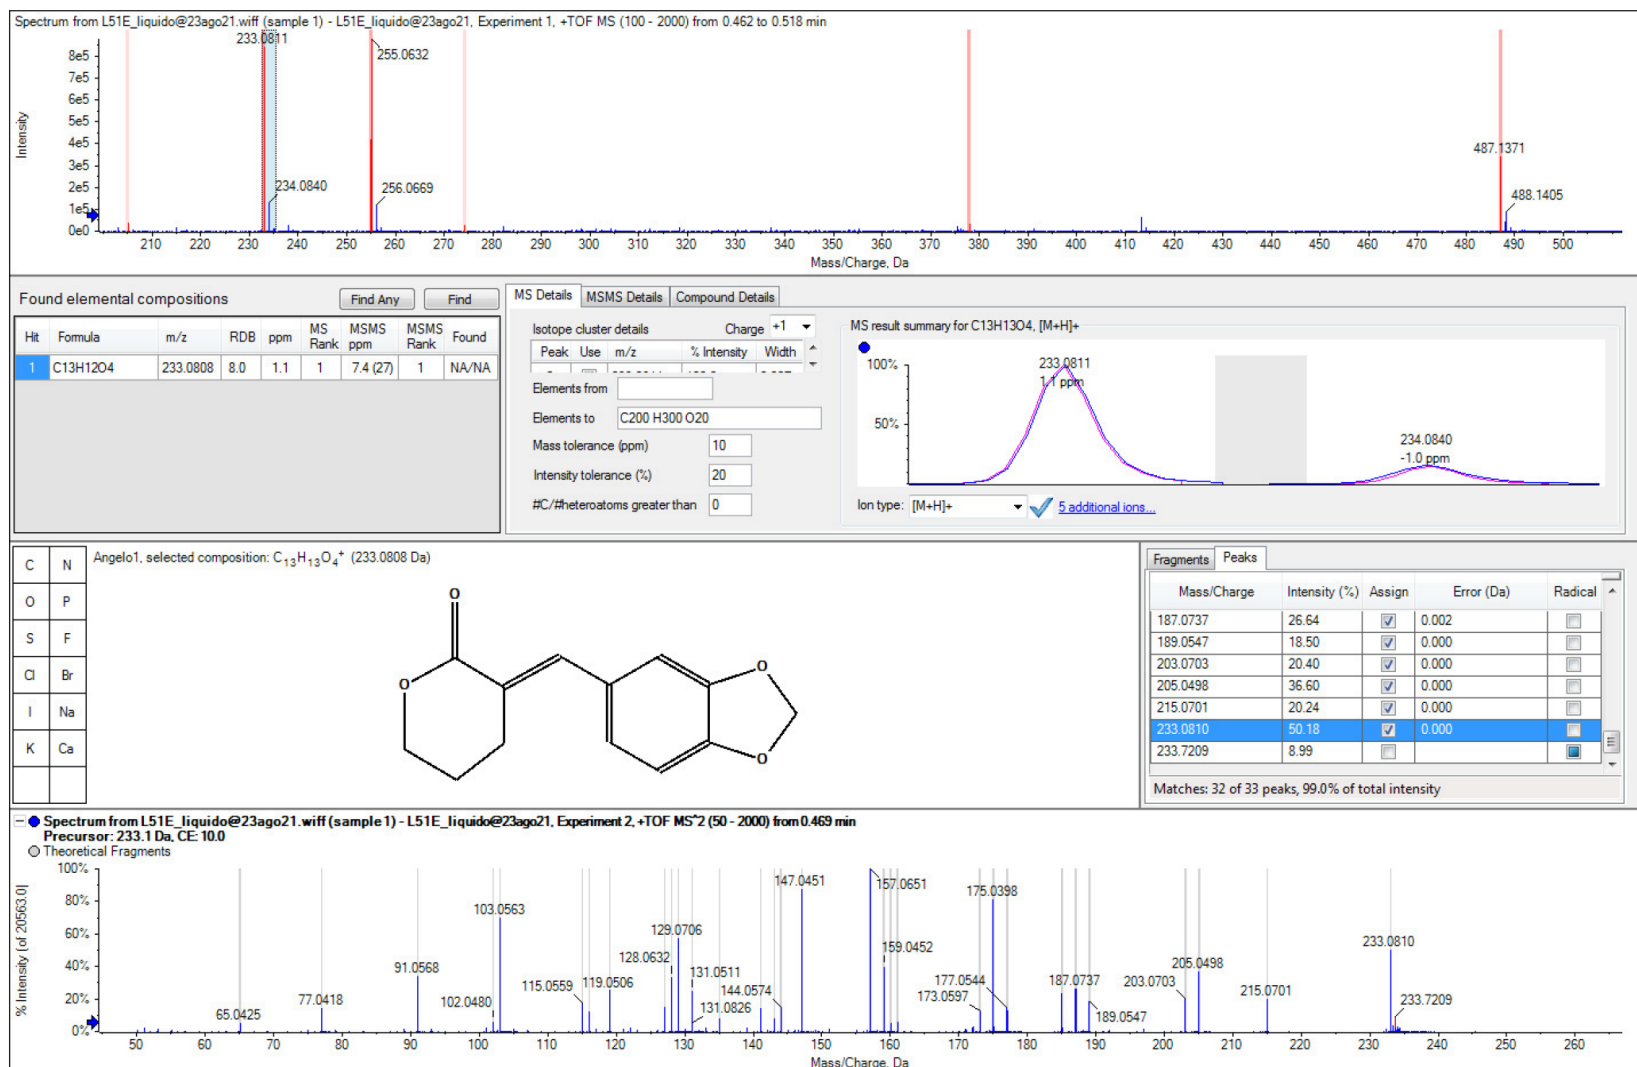 Spectrum from L51E_liquido@23ago21.wiff (sample 1) - L51E_liquido@23ago21, Experiment 1, +TOF MS (100 - 2000) from 0.462 to 0.518 min
Intensity
8e5
7e5
6e5
5e5
4e5
3e5
2e5
1e5
0e0
233.0811
255.0632
234.0840
256.0669
487.1371
488.1405
210 220 230 240 250 260 270 280 290 300 310 320 330 340 350 360 370 380 390 400 410 420 430 440 450 460 470 480 490 500
Mass/Charge, Da
Found elemental compositions
Find Any Find
Hit Formula m/z RDB ppm MS Rank MSMS ppm MSMS Rank Found
1 C13H12O4 233.0808 8.0 1.1 1 7.4 (27) 1 NA/NA
MS Details MSMS Details Compound Details
Isotope cluster details Charge +1
Peak Use m/z % Intensity Width
Elements from
Elements to C200 H300 O20
Mass tolerance (ppm) 10
Intensity tolerance (%) 20
#C/#heteroatoms greater than 0
MS result summary for C13H13O4, [M+H]+
100%
50%
233.0811
1.1 ppm
234.0840
-1.0 ppm
Ion type: [M+H]+ 5 additional ions...
C N
O P
S F
Cl Br
I Na
K Ca
Angelo1, selected composition: C13H13O4+ (233.0808 Da)
O
O
O
O
Fragments Peaks
Mass/Charge Intensity (%) Assign Error (Da) Radical
187.0737 26.64 0.002
189.0547 18.50 0.000
203.0703 20.40 0.000
205.0498 36.60 0.000
215.0701 20.24 0.000
233.0810 50.18 0.000
233.7209 8.99
Matches: 32 of 33 peaks, 99.0% of total intensity
Spectrum from L51E_liquido@23ago21.wiff (sample 1) - L51E_liquido@23ago21, Experiment 2, +TOF MS^2 (50 - 2000) from 0.469 min
Precursor: 233.1 Da, CE: 10.0
Theoretical Fragments
% Intensity (of 20563.0)
100%
80%
60%
40%
20%
0%
65.0425
77.0418
91.0568
102.0480
103.0563
115.0559
119.0506
128.0632
129.0706
131.0511
131.0826
144.0574
147.0451
157.0651
159.0452
173.0597
175.0398
177.0544
187.0737
189.0547
203.0703
205.0498
215.0701
233.0810
233.7209
50 60 70 80 90 100 110 120 130 140 150 160 170 180 190 200 210 220 230 240 250 260
Mass/Charge, Da